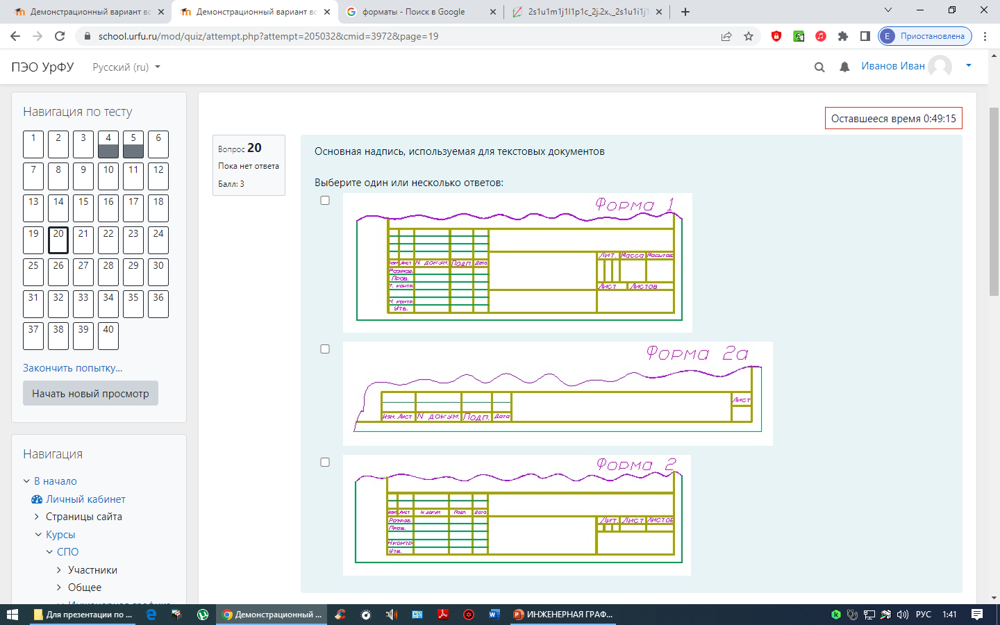 Демонстрационный вариант вс
Демонстрационный вариант вс
форматы - Поиск в Google
2s1u1m1j1l1p1c_2j.2x.,_2s1u1i1j1
school.urfu.ru/mod/quiz/attempt.php?attempt=205032&cmid=3972&page=19
E Приостановлена
ПЭО УрФУ
Русский (ru)
Иванов Иван
Навигация по тесту
1 2 3 4 5 6
7 8 9 10 11 12
13 14 15 16 17 18
19 20 21 22 23 24
25 26 27 28 29 30
31 32 33 34 35 36
37 38 39 40
Закончить попытку...
Начать новый просмотр
Навигация
В начало
Личный кабинет
Страницы сайта
Курсы
СПО
Участники
Общее
Инженерная графика
Оставшееся время 0:49:15
Вопрос 20
Пока нет ответа
Балл: 3
Основная надпись, используемая для текстовых документов
Выберите один или несколько ответов:
Форма 1
Лит. Масса Масштаб
Изм Лист N докум. Подп. Дата
Разраб.
Пров.
Т. контр.
Лист Листов
Н. контр.
Утв.
Форма 2а
Лист
Изм. Лист N докум. Подп. Дата
Форма 2
Изм Лист N докум. Подп. Дата
Разраб.
Лит. Лист Листов
Пров.
Н.контр
Утв.
Для презентации по ...
Демонстрационный ...
ИНЖЕНЕРНАЯ ГРАФ...
РУС
1:41